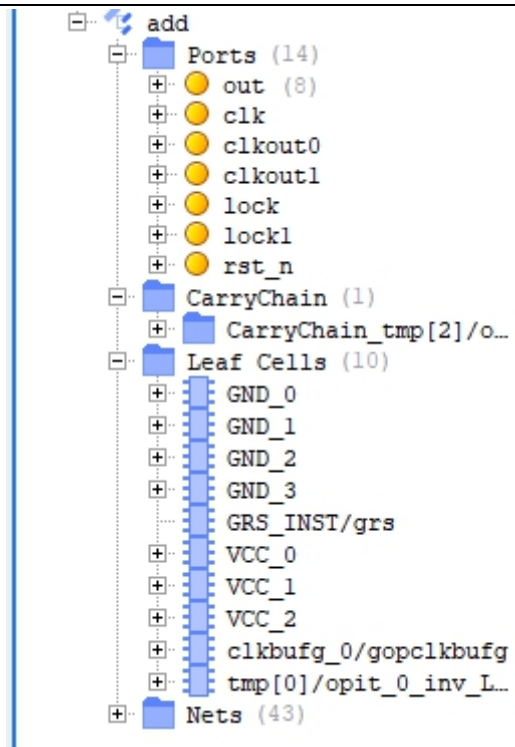 add
Ports (14)
out (8)
clk
clkout0
clkout1
lock
lock1
rst_n
CarryChain (1)
CarryChain_tmp[2]/o…
Leaf Cells (10)
GND_0
GND_1
GND_2
GND_3
GRS_INST/grs
VCC_0
VCC_1
VCC_2
clkbufg_0/gopclkbufg
tmp[0]/opit_0_inv_L…
Nets (43)